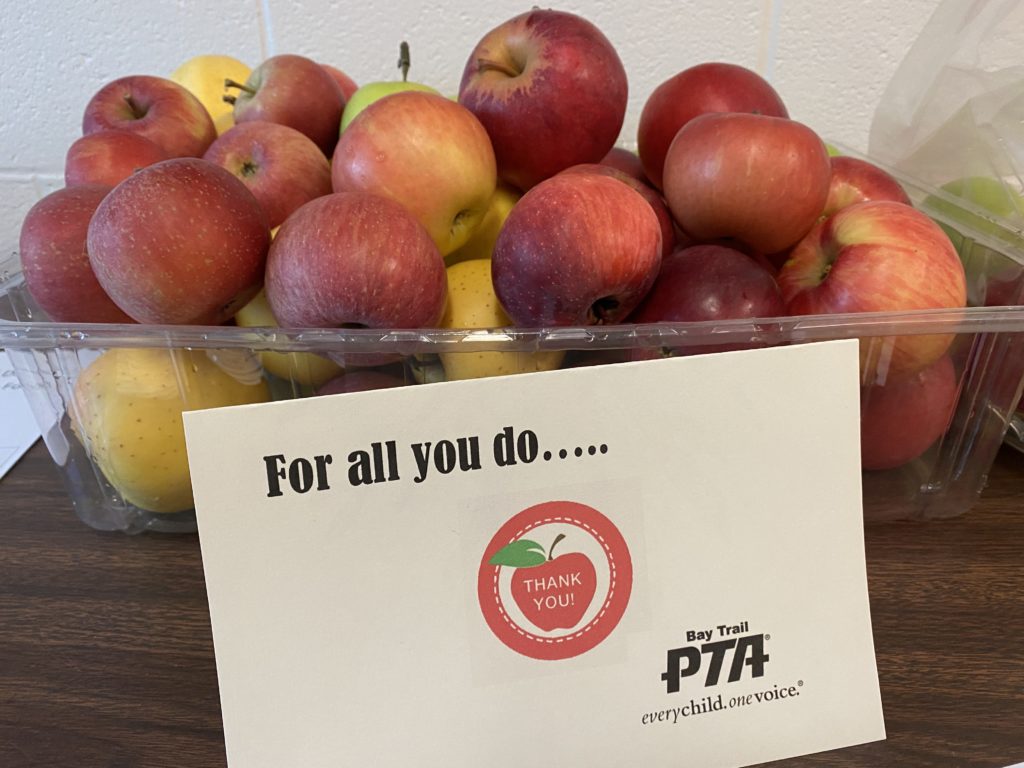 For all you do.....
THANK
YOU!
Bay Trail
PTA®
everychild.onevoice.®